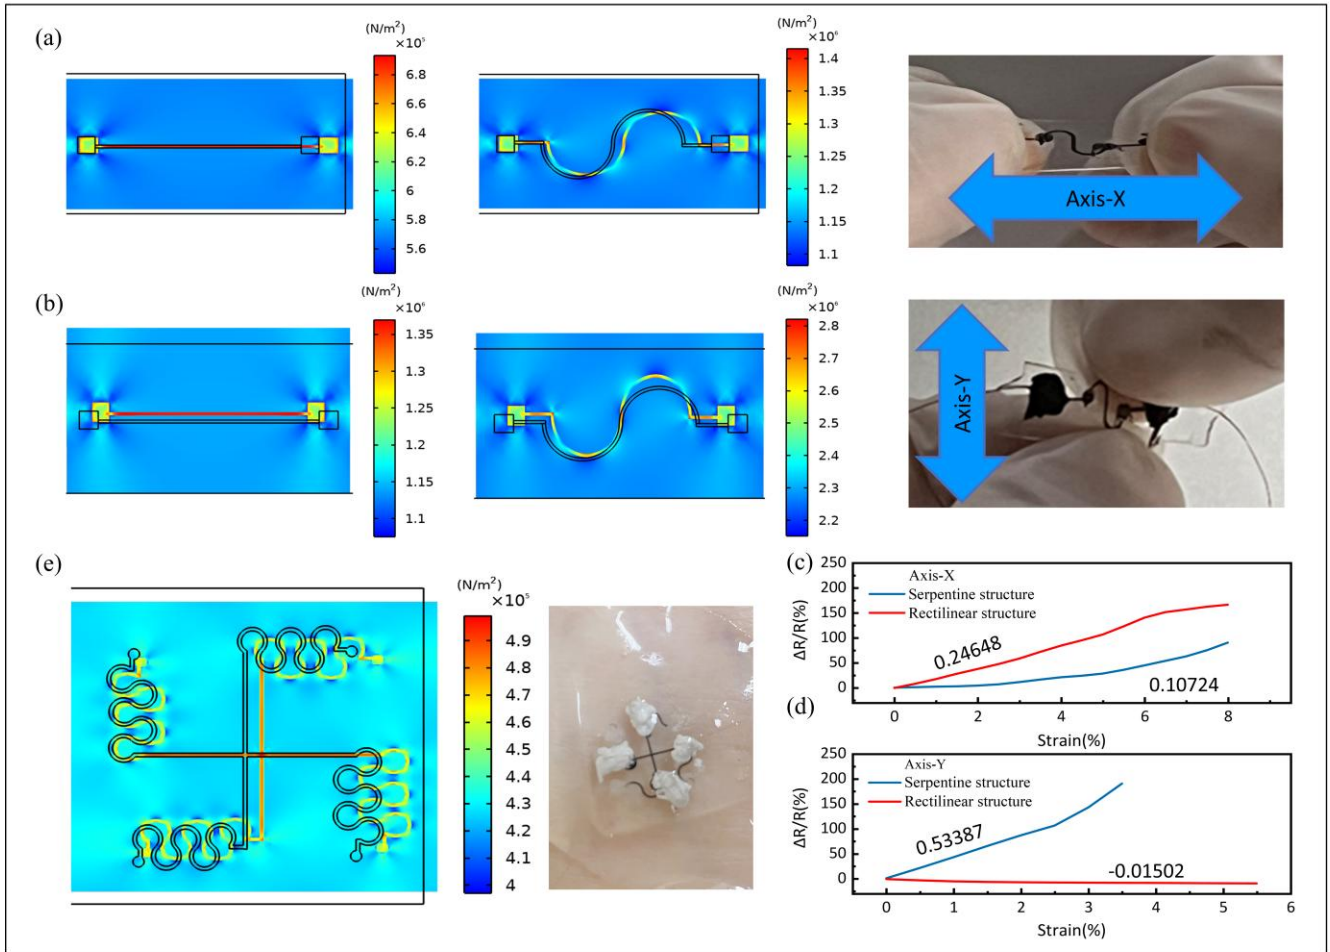 (a)
(N/m²)
×10⁵
6.8
6.6
6.4
6.2
6
5.8
5.6
(N/m²)
×10⁶
1.4
1.35
1.3
1.25
1.2
1.15
1.1
Axis-X
(b)
(N/m²)
×10⁶
1.35
1.3
1.25
1.2
1.15
1.1
(N/m²)
×10⁶
2.8
2.7
2.6
2.5
2.4
2.3
2.2
Axis-Y
(e)
(N/m²)
×10⁵
4.9
4.8
4.7
4.6
4.5
4.4
4.3
4.2
4.1
4
(c)
250
200
150
100
50
0
ΔR/R(%)
Axis-X
Serpentine structure
Rectilinear structure
0.24648
0.10724
0 2 4 6 8
Strain(%)
(d)
250
200
150
100
50
0
ΔR/R(%)
Axis-Y
Serpentine structure
Rectilinear structure
0.53387
-0.01502
0 1 2 3 4 5 6
Strain(%)